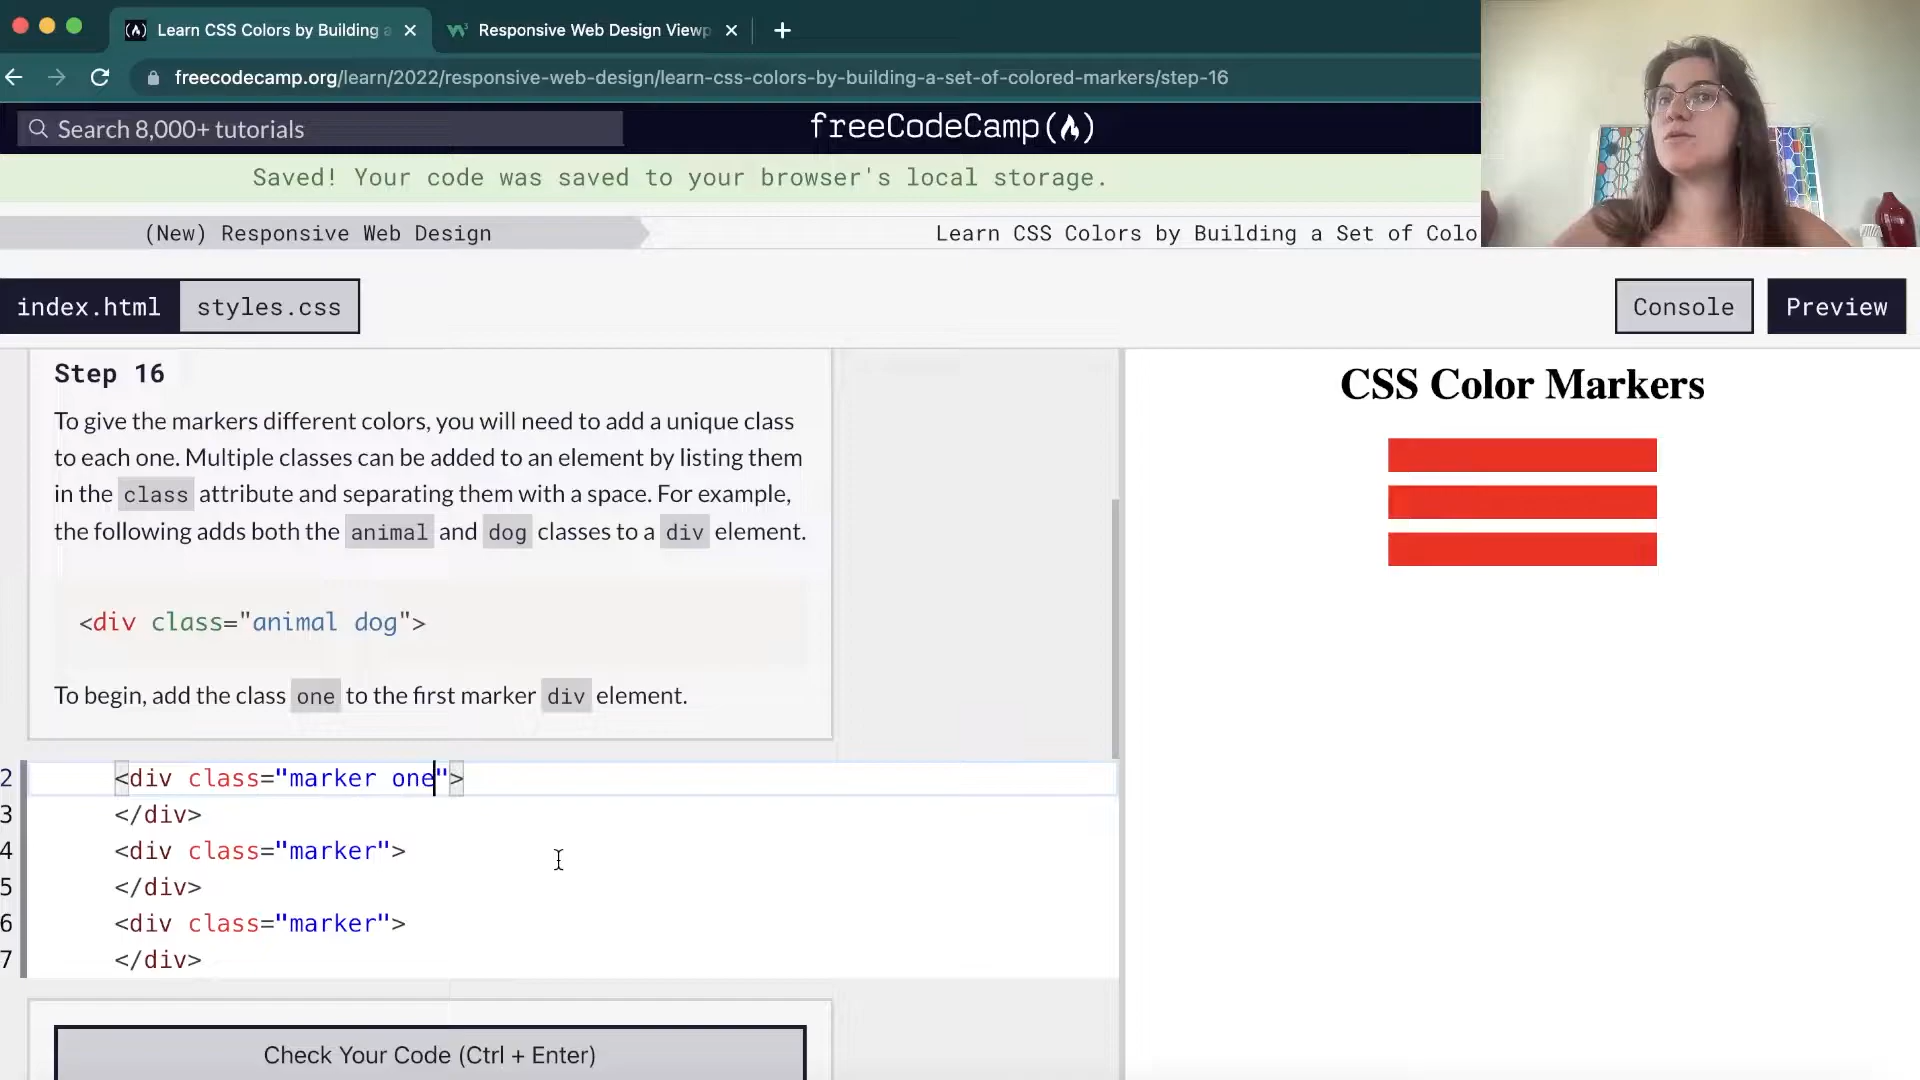 Learn CSS Colors by Building a
Responsive Web Design Viewp
freecodecamp.org/learn/2022/responsive-web-design/learn-css-colors-by-building-a-set-of-colored-markers/step-16
Search 8,000+ tutorials
freeCodeCamp
Saved! Your code was saved to your browser's local storage.
(New) Responsive Web Design
Learn CSS Colors by Building a Set of Colo
index.html
styles.css
Console
Preview
Step 16
To give the markers different colors, you will need to add a unique class
to each one. Multiple classes can be added to an element by listing them
in the class attribute and separating them with a space. For example,
the following adds both the animal and dog classes to a div element.
<div class="animal dog">
To begin, add the class one to the first marker div element.
2 <div class="marker one">
3 </div>
4 <div class="marker">
5 </div>
6 <div class="marker">
7 </div>
Check Your Code (Ctrl + Enter)
CSS Color Markers